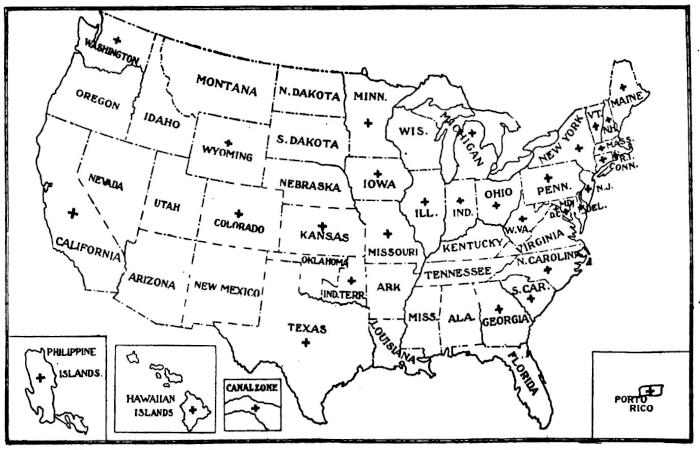 WASHINGTON
OREGON
CALIFORNIA
NEVADA
IDAHO
MONTANA
WYOMING
UTAH
COLORADO
ARIZONA
NEW MEXICO
N. DAKOTA
S. DAKOTA
NEBRASKA
KANSAS
OKLAHOMA
IND. TERR.
TEXAS
MINN.
IOWA
MISSOURI
ARK
LOUISIANA
WIS.
MICHIGAN
ILL.
IND.
OHIO
KENTUCKY
TENNESSEE
MISS.
ALA.
GEORGIA
FLORIDA
S. CAR.
N. CAROLINA
VIRGINIA
W. VA.
MD.
D.C.
DEL.
PENN.
N.J.
NEW YORK
CONN.
R.I.
MASS.
VT.
N.H.
MAINE
PHILIPPINE
ISLANDS.
HAWAIIAN
ISLANDS
CANAL ZONE
PORTO
RICO